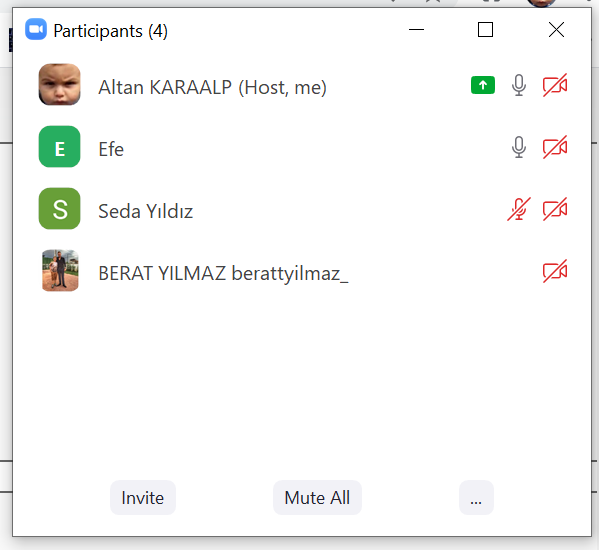 Participants (4)
Altan KARAALP (Host, me)
E Efe
S Seda Yıldız
BERAT YILMAZ berattyilmaz_
Invite Mute All ...